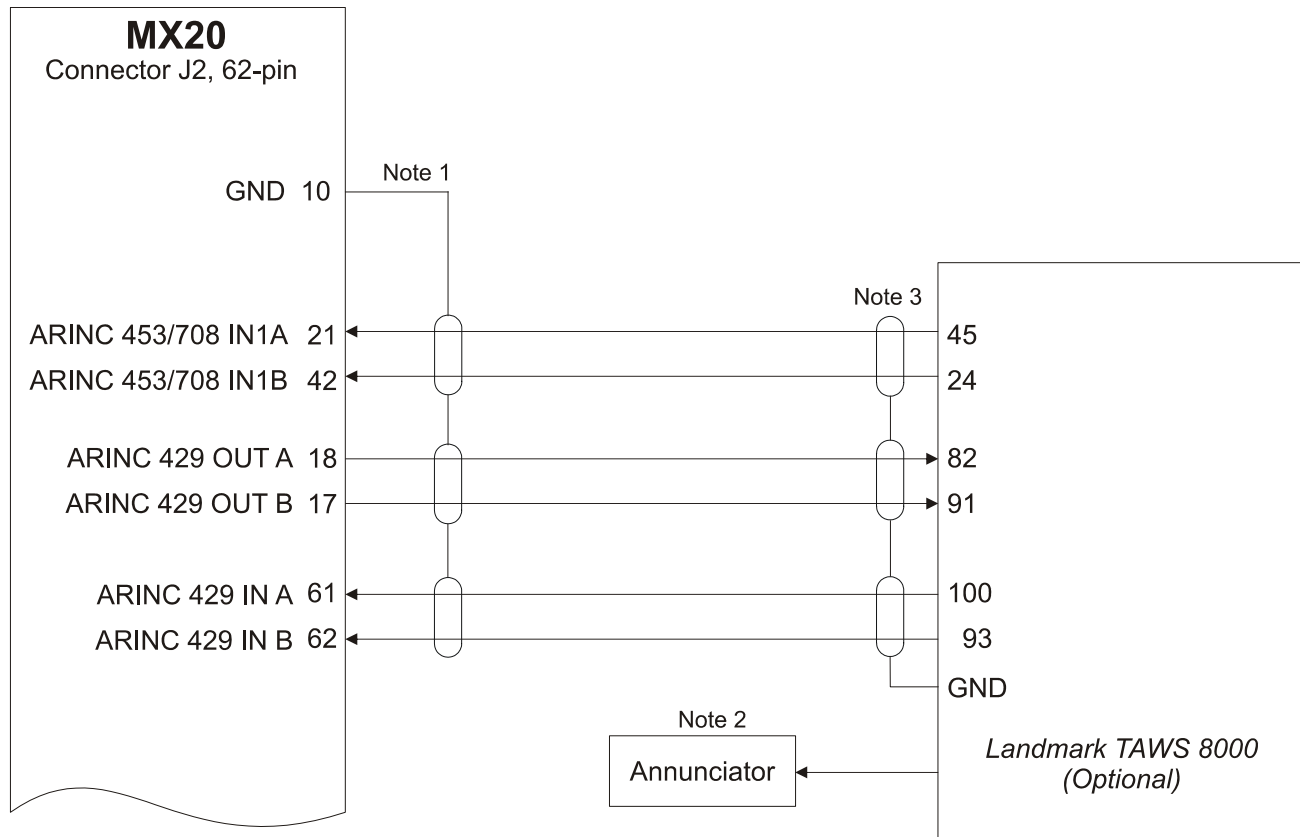 MX20
Connector J2, 62-pin
GND 10
Note 1
Note 3
ARINC 453/708 IN1A 21
45
ARINC 453/708 IN1B 42
24
ARINC 429 OUT A 18
82
ARINC 429 OUT B 17
91
ARINC 429 IN A 61
100
ARINC 429 IN B 62
93
GND
Note 2
Annunciator
Landmark TAWS 8000
(Optional)